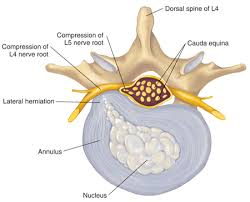 Dorsal spine of L4
Compression of
L5 nerve root
Cauda equina
Compression of
L4 nerve root
Lateral herniation
Annulus
Nucleus